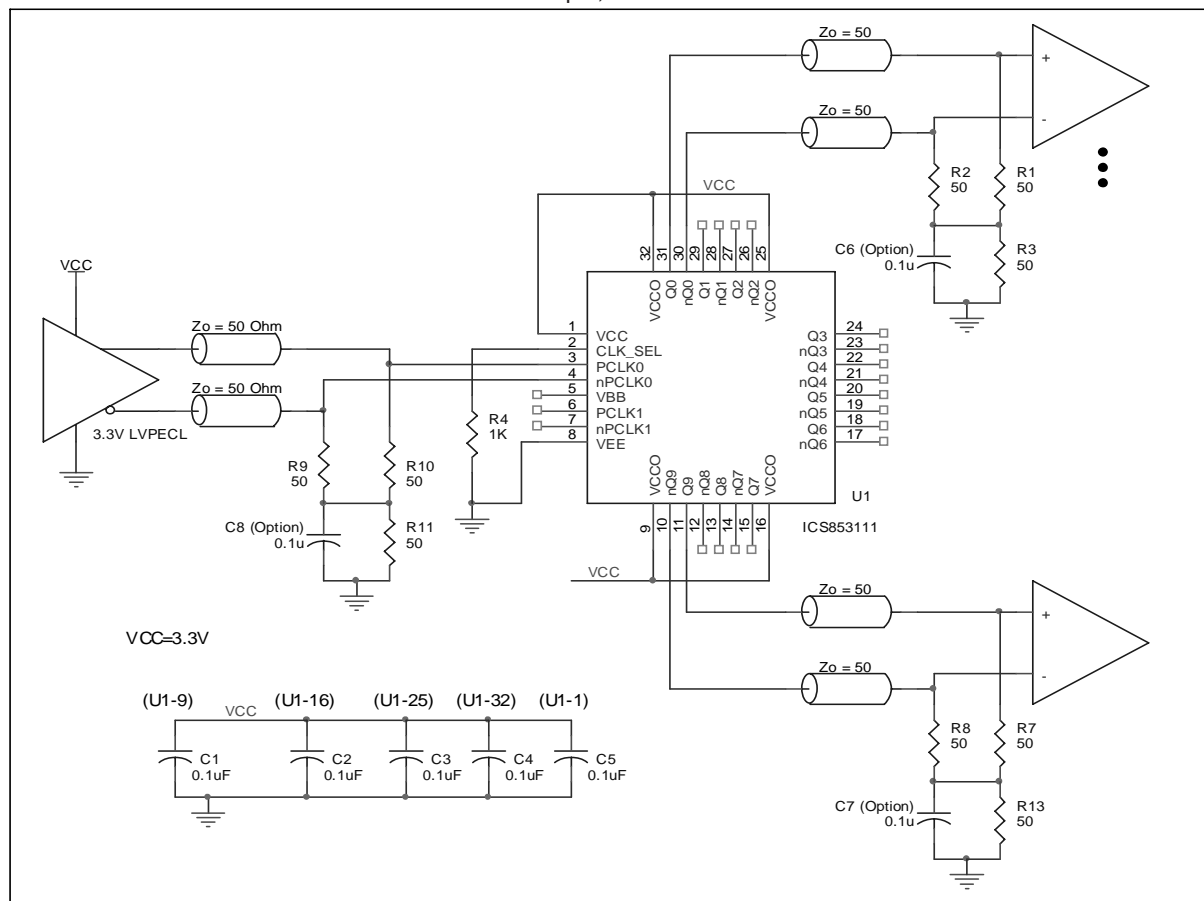 Zo = 50
+
Zo = 50
-
R2
50
R1
50
VCC
C6 (Option)
0.1u
R3
50
32
31
30
29
28
27
26
25
VCCO
Q0
nQ0
Q1
nQ1
Q2
nQ2
VCCO
VCC
Zo = 50 Ohm
Zo = 50 Ohm
3.3V LVPECL
1
2
3
4
5
6
7
8
VCC
CLK_SEL
PCLK0
nPCLK0
VBB
PCLK1
nPCLK1
VEE
Q3
nQ3
Q4
nQ4
Q5
nQ5
Q6
nQ6
24
23
22
21
20
19
18
17
R4
1K
R9
50
R10
50
C8 (Option)
0.1u
R11
50
VCCO
nQ9
Q9
nQ8
Q8
nQ7
Q7
VCCO
9
10
11
12
13
14
15
16
U1
ICS853111
VCC
Zo = 50
+
Zo = 50
-
R8
50
R7
50
C7 (Option)
0.1u
R13
50
VCC=3.3V
(U1-9)
(U1-16)
(U1-25)
(U1-32)
(U1-1)
VCC
C1
0.1uF
C2
0.1uF
C3
0.1uF
C4
0.1uF
C5
0.1uF